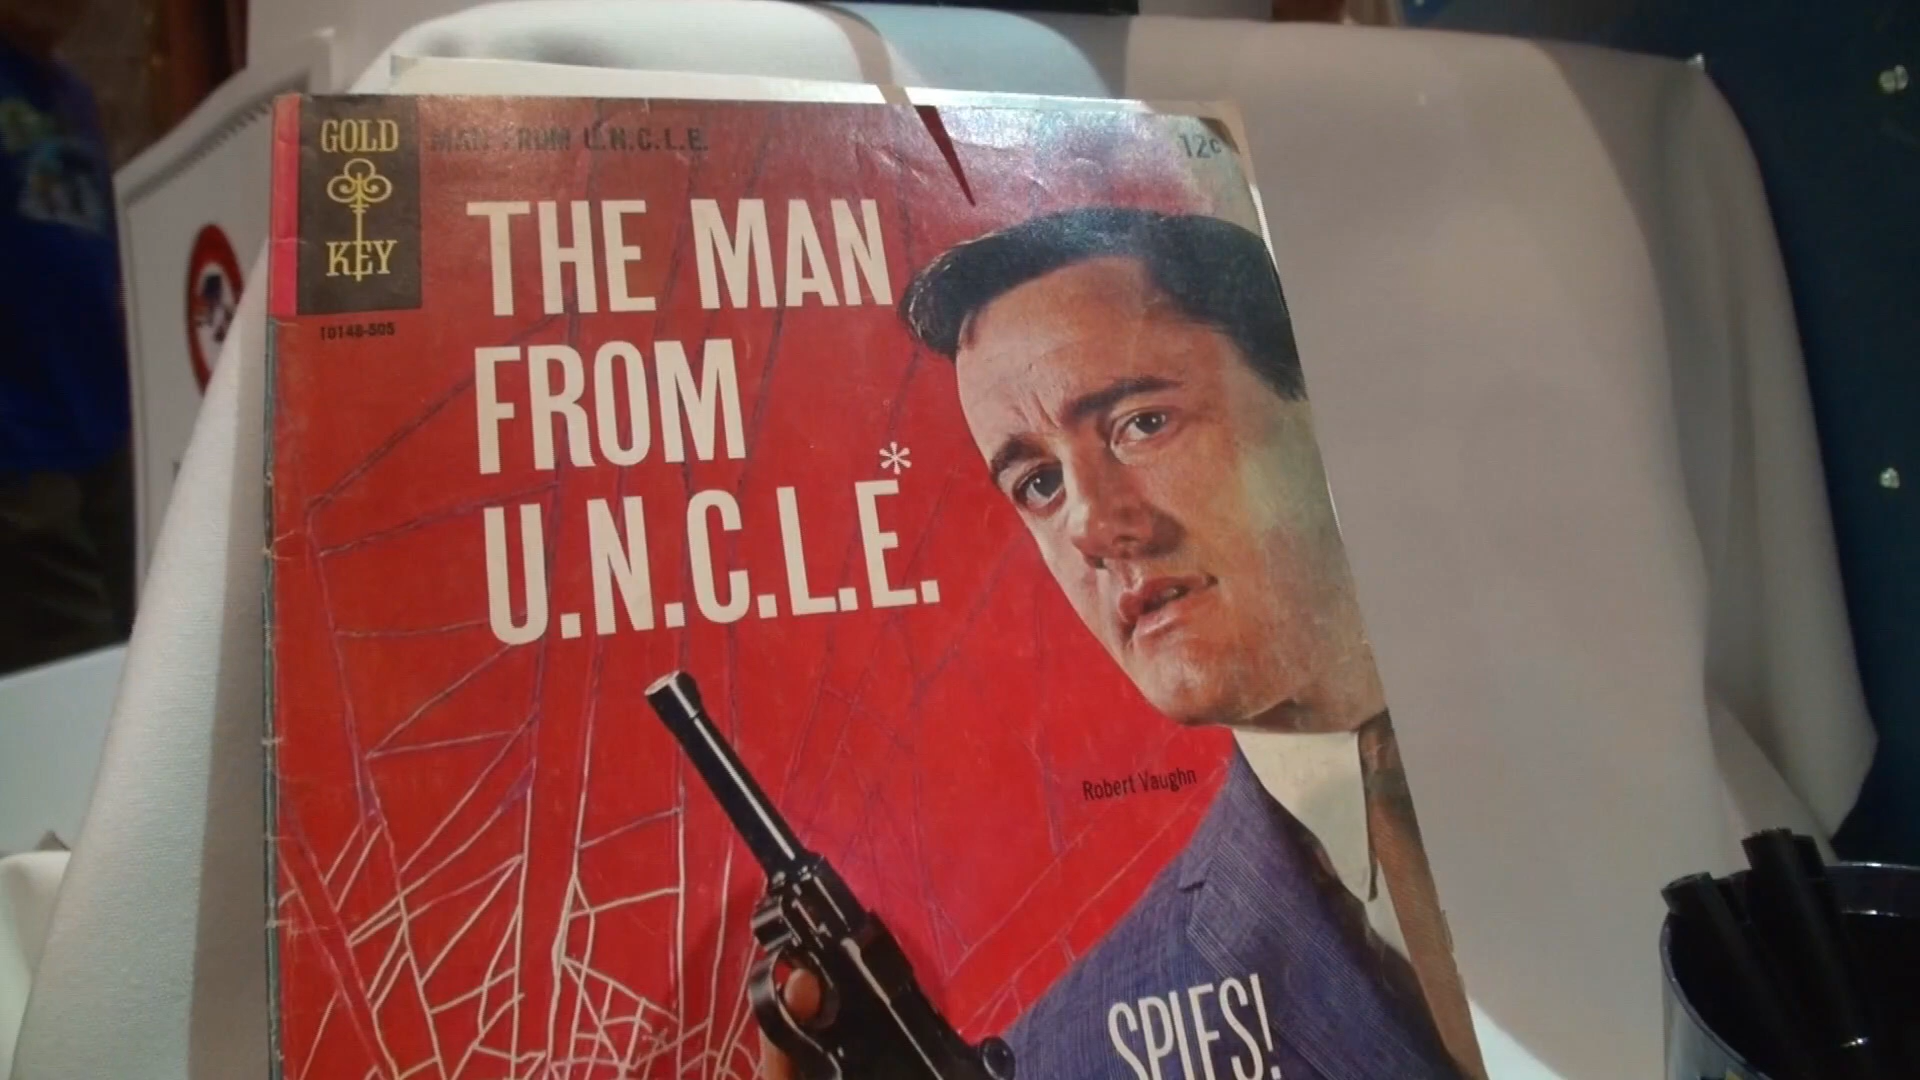 GOLD
KEY
MAN FROM U.N.C.L.E.
12¢
10148-505
THE MAN
FROM
U.N.C.L.E.*
Robert Vaughn
SPIES!